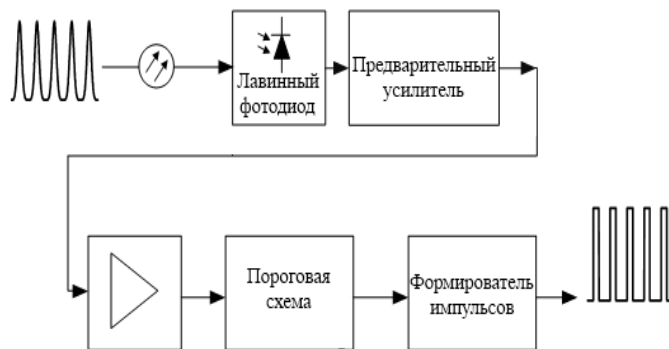 Лавинный
фотодиод
Предварительный
усилитель
Пороговая
схема
Формирователь
импульсов